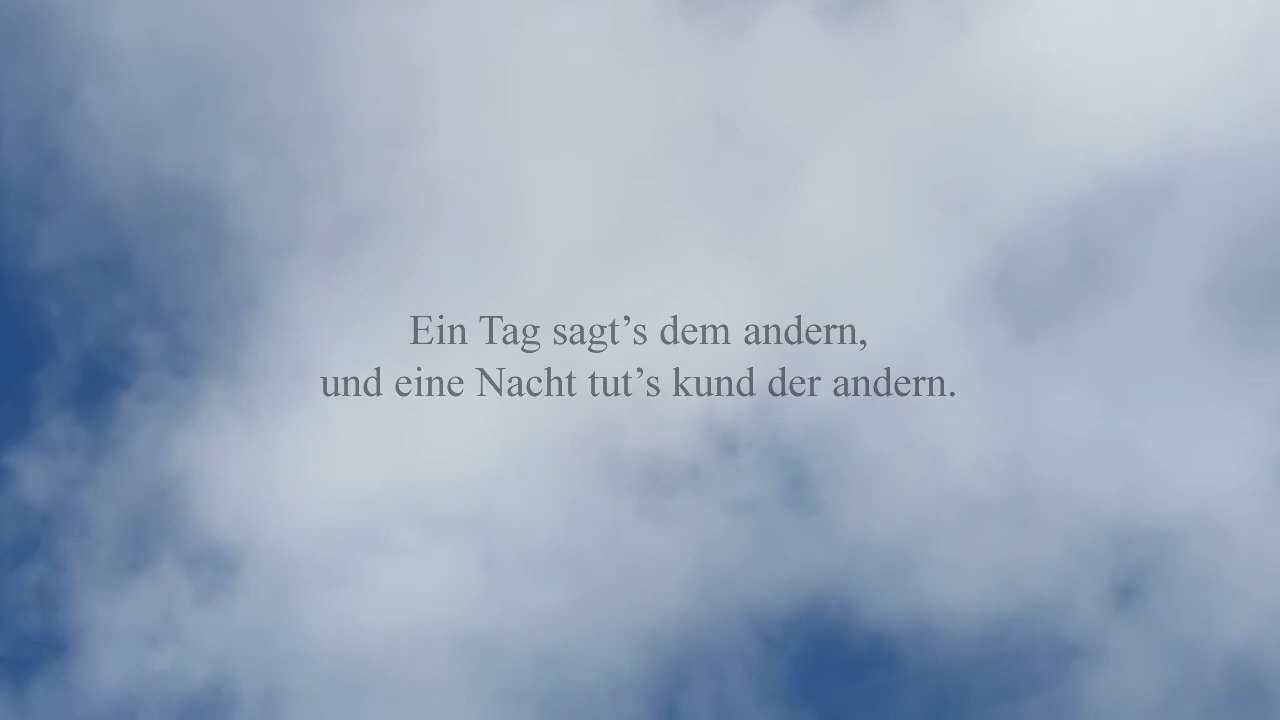 Ein Tag sagt’s dem andern,
und eine Nacht tut’s kund der andern.